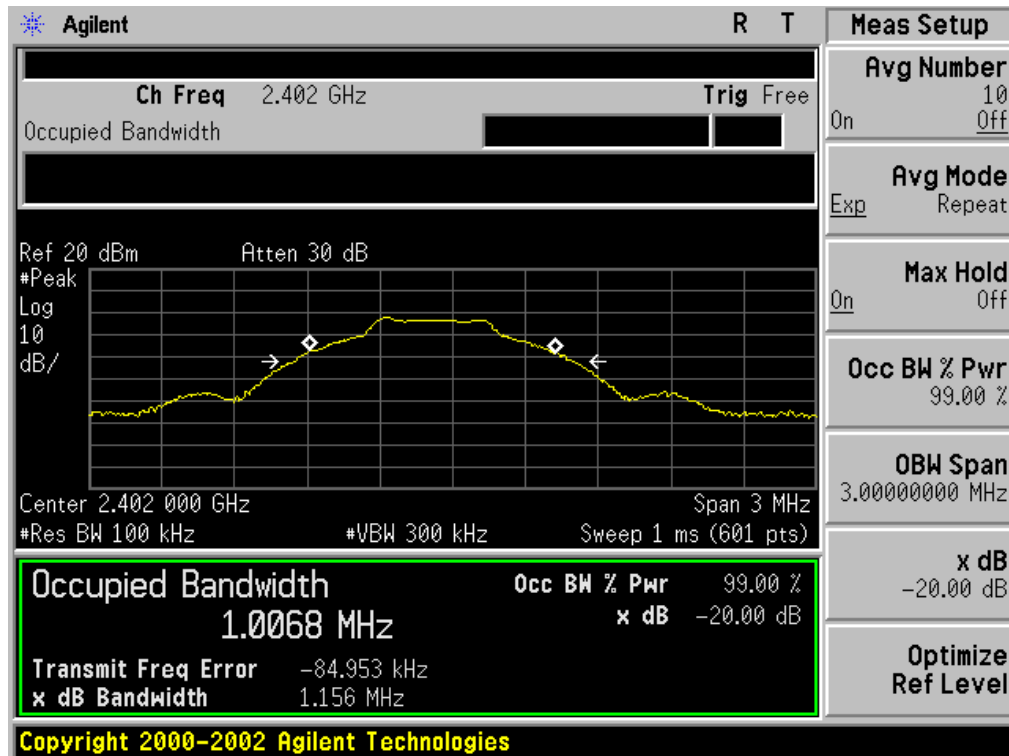 Agilent R T
Meas Setup
Ch Freq 2.402 GHz Trig Free
Occupied Bandwidth
Ref 20 dBm Atten 30 dB
#Peak
Log
10
dB/
Center 2.402 000 GHz Span 3 MHz
#Res BW 100 kHz #VBW 300 kHz Sweep 1 ms (601 pts)
Occupied Bandwidth Occ BW % Pwr 99.00 %
1.0068 MHz x dB -20.00 dB
Transmit Freq Error -84.953 kHz
x dB Bandwidth 1.156 MHz
Avg Number
10
On Off
Avg Mode
Exp Repeat
Max Hold
On Off
Occ BW % Pwr
99.00 %
OBW Span
3.00000000 MHz
x dB
-20.00 dB
Optimize
Ref Level
Copyright 2000-2002 Agilent Technologies